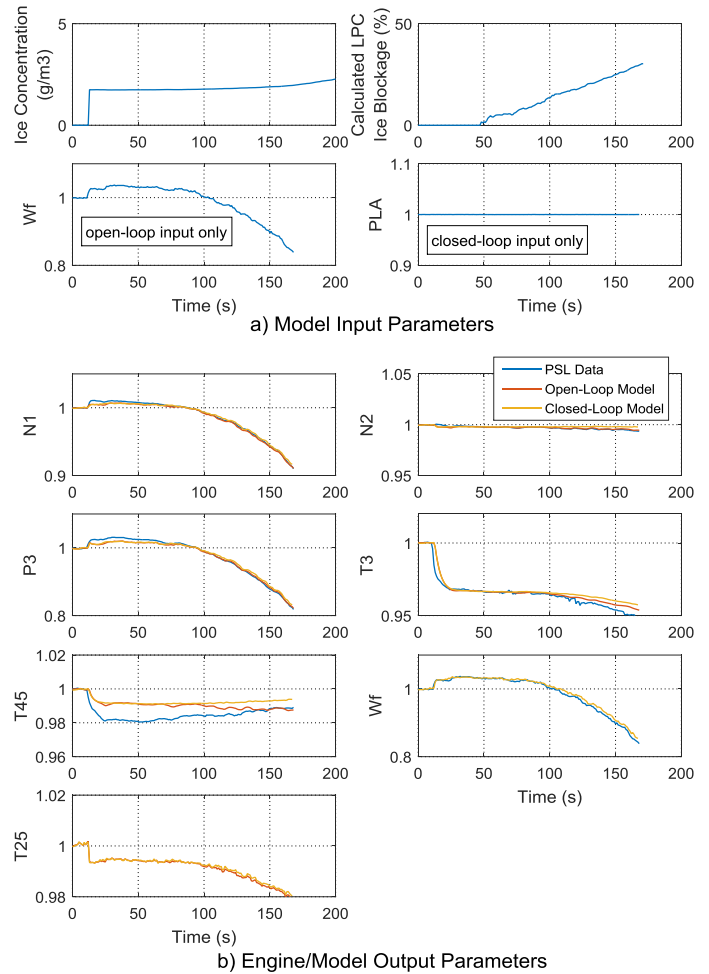 Ice Concentration
(g/m3)
5
0
0 50 100 150 200
Calculated LPC
Ice Blockage (%)
50
0
0 50 100 150 200
Wf
1
0.8
open-loop input only
0 50 100 150 200
Time (s)
PLA
1.1
1
0.9
closed-loop input only
0 50 100 150 200
Time (s)
a) Model Input Parameters
N1
1
0.9
0 50 100 150 200
N2
1.05
1
0.95
PSL Data
Open-Loop Model
Closed-Loop Model
0 50 100 150 200
P3
1
0.8
0 50 100 150 200
T3
1
0.95
0 50 100 150 200
T45
1.02
1
0.98
0.96
0 50 100 150 200
Wf
1
0.8
0 50 100 150 200
Time (s)
T25
1.02
1
0.98
0 50 100 150 200
Time (s)
b) Engine/Model Output Parameters